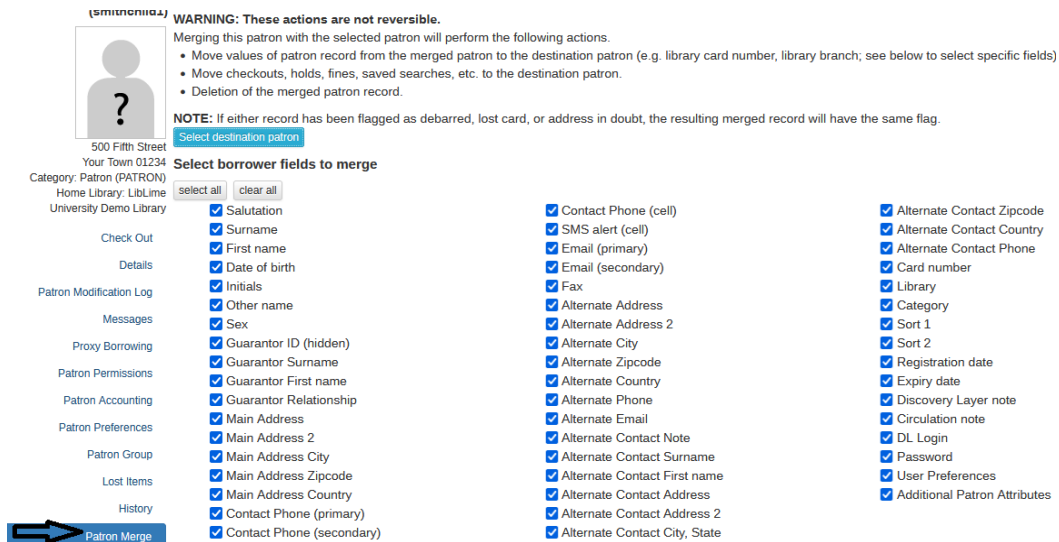 (smithchild1)
?
500 Fifth Street
Your Town 01234
Category: Patron (PATRON)
Home Library: LibLime
University Demo Library
Check Out
Details
Patron Modification Log
Messages
Proxy Borrowing
Patron Permissions
Patron Accounting
Patron Preferences
Patron Group
Lost Items
History
Patron Merge
WARNING: These actions are not reversible.
Merging this patron with the selected patron will perform the following actions.
• Move values of patron record from the merged patron to the destination patron (e.g. library card number, library branch; see below to select specific fields)
• Move checkouts, holds, fines, saved searches, etc. to the destination patron.
• Deletion of the merged patron record.
NOTE: If either record has been flagged as debarred, lost card, or address in doubt, the resulting merged record will have the same flag.
Select destination patron
Select borrower fields to merge
select all clear all
Salutation
Surname
First name
Date of birth
Initials
Other name
Sex
Guarantor ID (hidden)
Guarantor Surname
Guarantor First name
Guarantor Relationship
Main Address
Main Address 2
Main Address City
Main Address Zipcode
Main Address Country
Contact Phone (primary)
Contact Phone (secondary)
Contact Phone (cell)
SMS alert (cell)
Email (primary)
Email (secondary)
Fax
Alternate Address
Alternate Address 2
Alternate City
Alternate Zipcode
Alternate Country
Alternate Phone
Alternate Email
Alternate Contact Note
Alternate Contact Surname
Alternate Contact First name
Alternate Contact Address
Alternate Contact Address 2
Alternate Contact City, State
Alternate Contact Zipcode
Alternate Contact Country
Alternate Contact Phone
Card number
Library
Category
Sort 1
Sort 2
Registration date
Expiry date
Discovery Layer note
Circulation note
DL Login
Password
User Preferences
Additional Patron Attributes